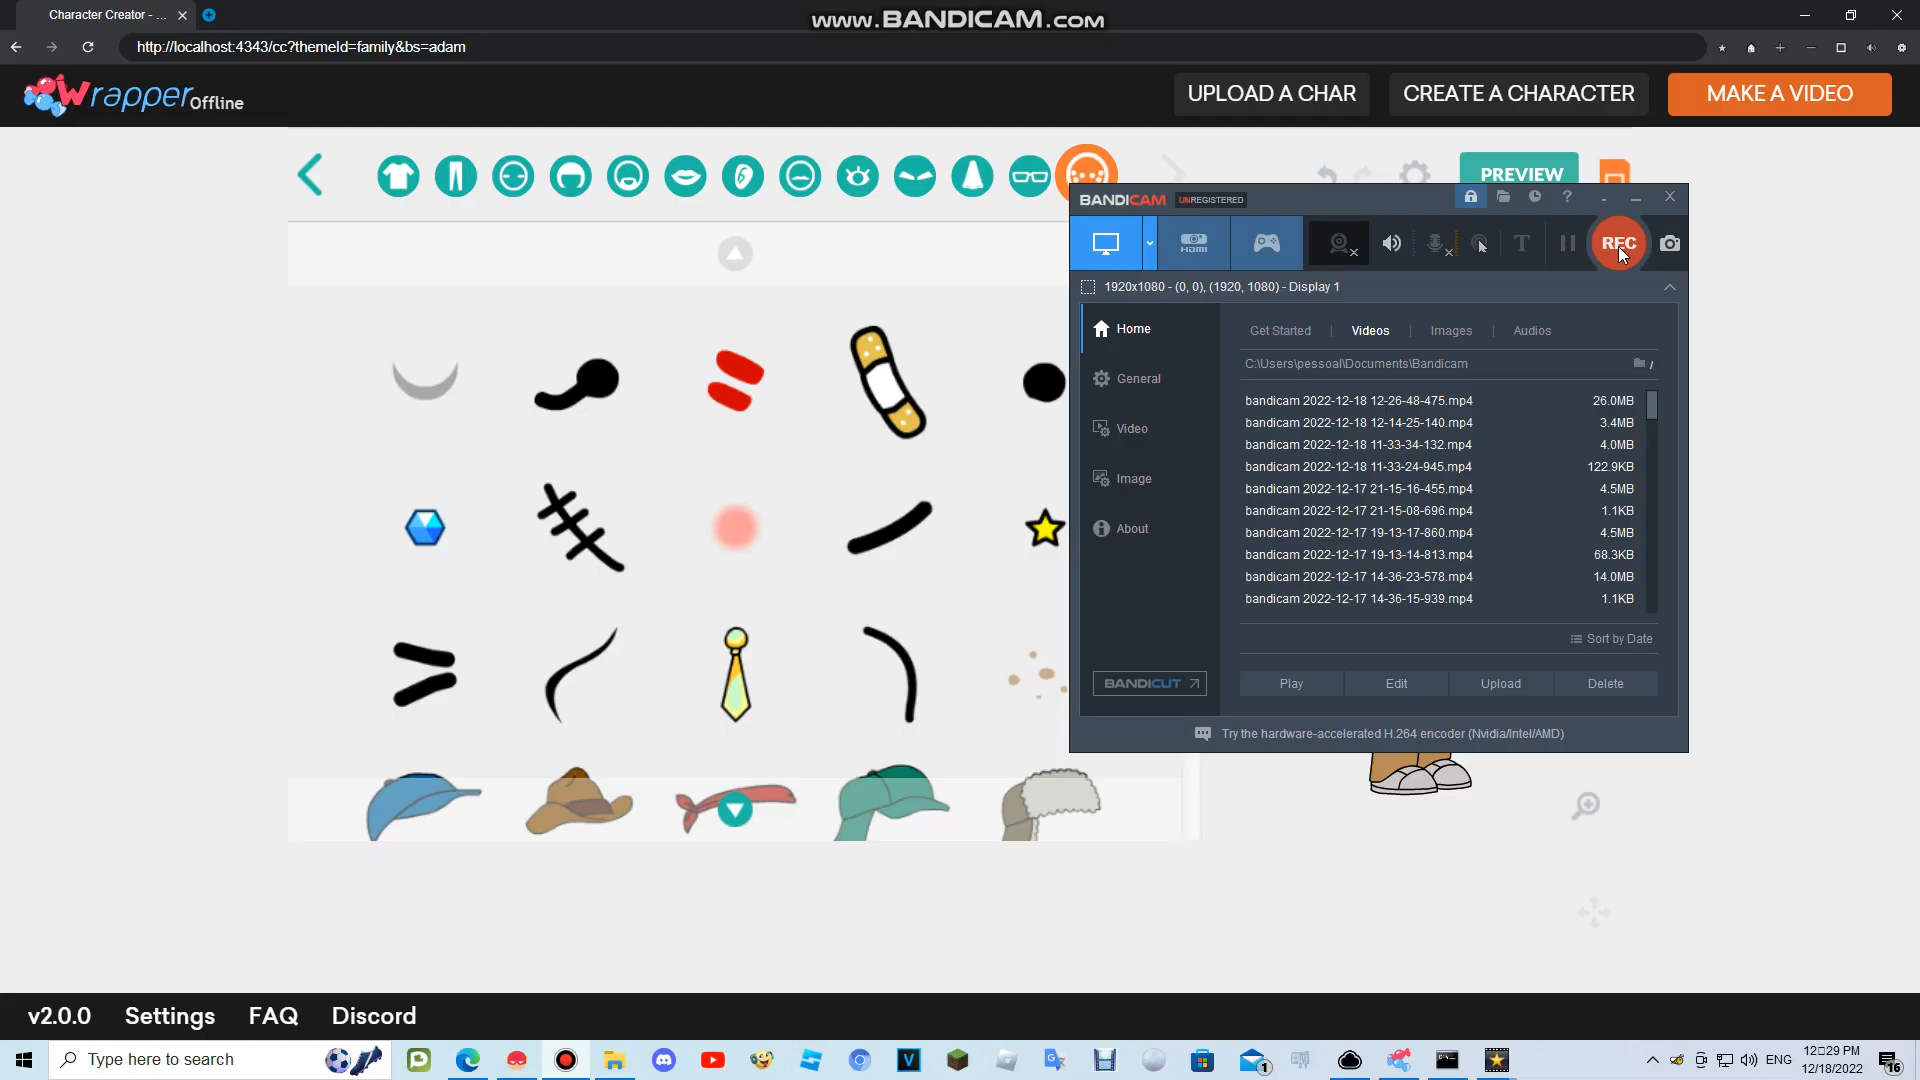 Character Creator - ...
www.BANDICAM.com
http://localhost:4343/cc?themeId=family&bs=adam
Wrapper Offline
UPLOAD A CHAR
CREATE A CHARACTER
MAKE A VIDEO
PREVIEW
BANDICAM UNREGISTERED
HDMI
REC
1920x1080 - (0, 0), (1920, 1080) - Display 1
Home
General
Video
Image
About
BANDICUT
Get Started
Videos
Images
Audios
C:\Users\pessoal\Documents\Bandicam
bandicam 2022-12-18 12-26-48-475.mp4 26.0MB
bandicam 2022-12-18 12-14-25-140.mp4 3.4MB
bandicam 2022-12-18 11-33-34-132.mp4 4.0MB
bandicam 2022-12-18 11-33-24-945.mp4 122.9KB
bandicam 2022-12-17 21-15-16-455.mp4 4.5MB
bandicam 2022-12-17 21-15-08-696.mp4 1.1KB
bandicam 2022-12-17 19-13-17-860.mp4 4.5MB
bandicam 2022-12-17 19-13-14-813.mp4 68.3KB
bandicam 2022-12-17 14-36-23-578.mp4 14.0MB
bandicam 2022-12-17 14-36-15-939.mp4 1.1KB
Sort by Date
Play
Edit
Upload
Delete
Try the hardware-accelerated H.264 encoder (Nvidia/Intel/AMD)
v2.0.0
Settings
FAQ
Discord
Type here to search
ENG
12:29 PM
12/18/2022
16
1